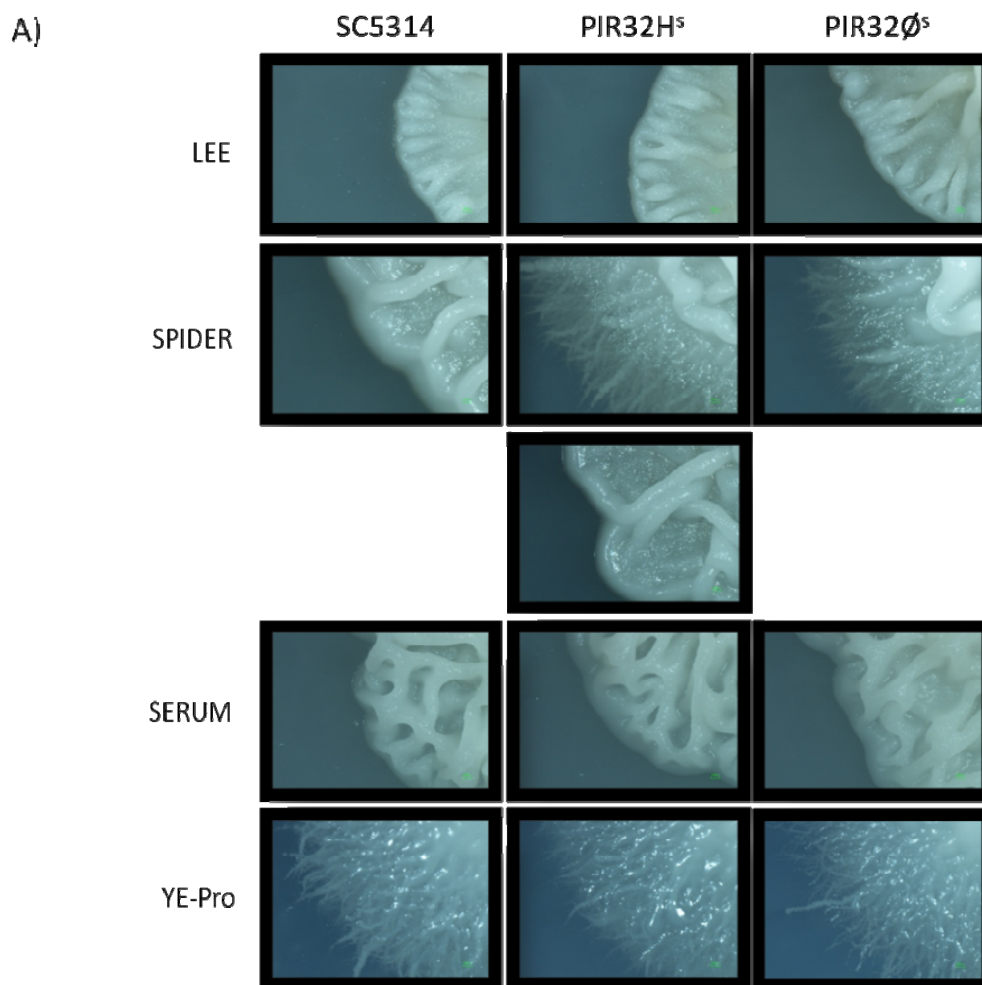 A)
SC5314 PIR32Hˢ PIR32Øˢ
LEE
SPIDER
SERUM
YE-Pro